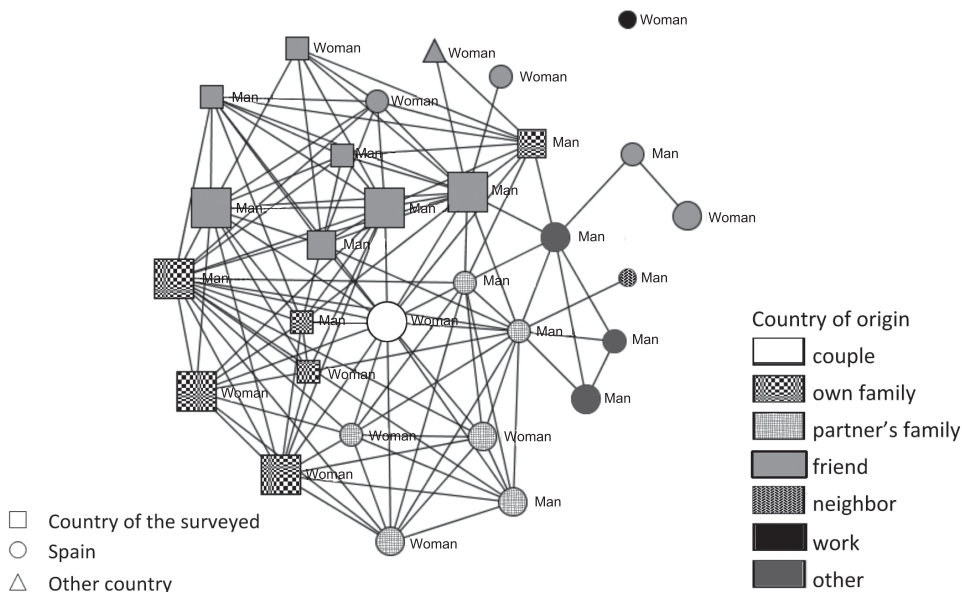 Woman
Woman
Woman
Woman
Man
Woman
Man
Man
Man
Man
Man
Man
Woman
Man
Man
Man
Man
Man
Man
Woman
Man
Man
Woman
Woman
Man
Woman
Woman
Woman
Man
Woman
Country of origin
couple
own family
partner's family
friend
neighbor
work
other
Country of the surveyed
Spain
Other country